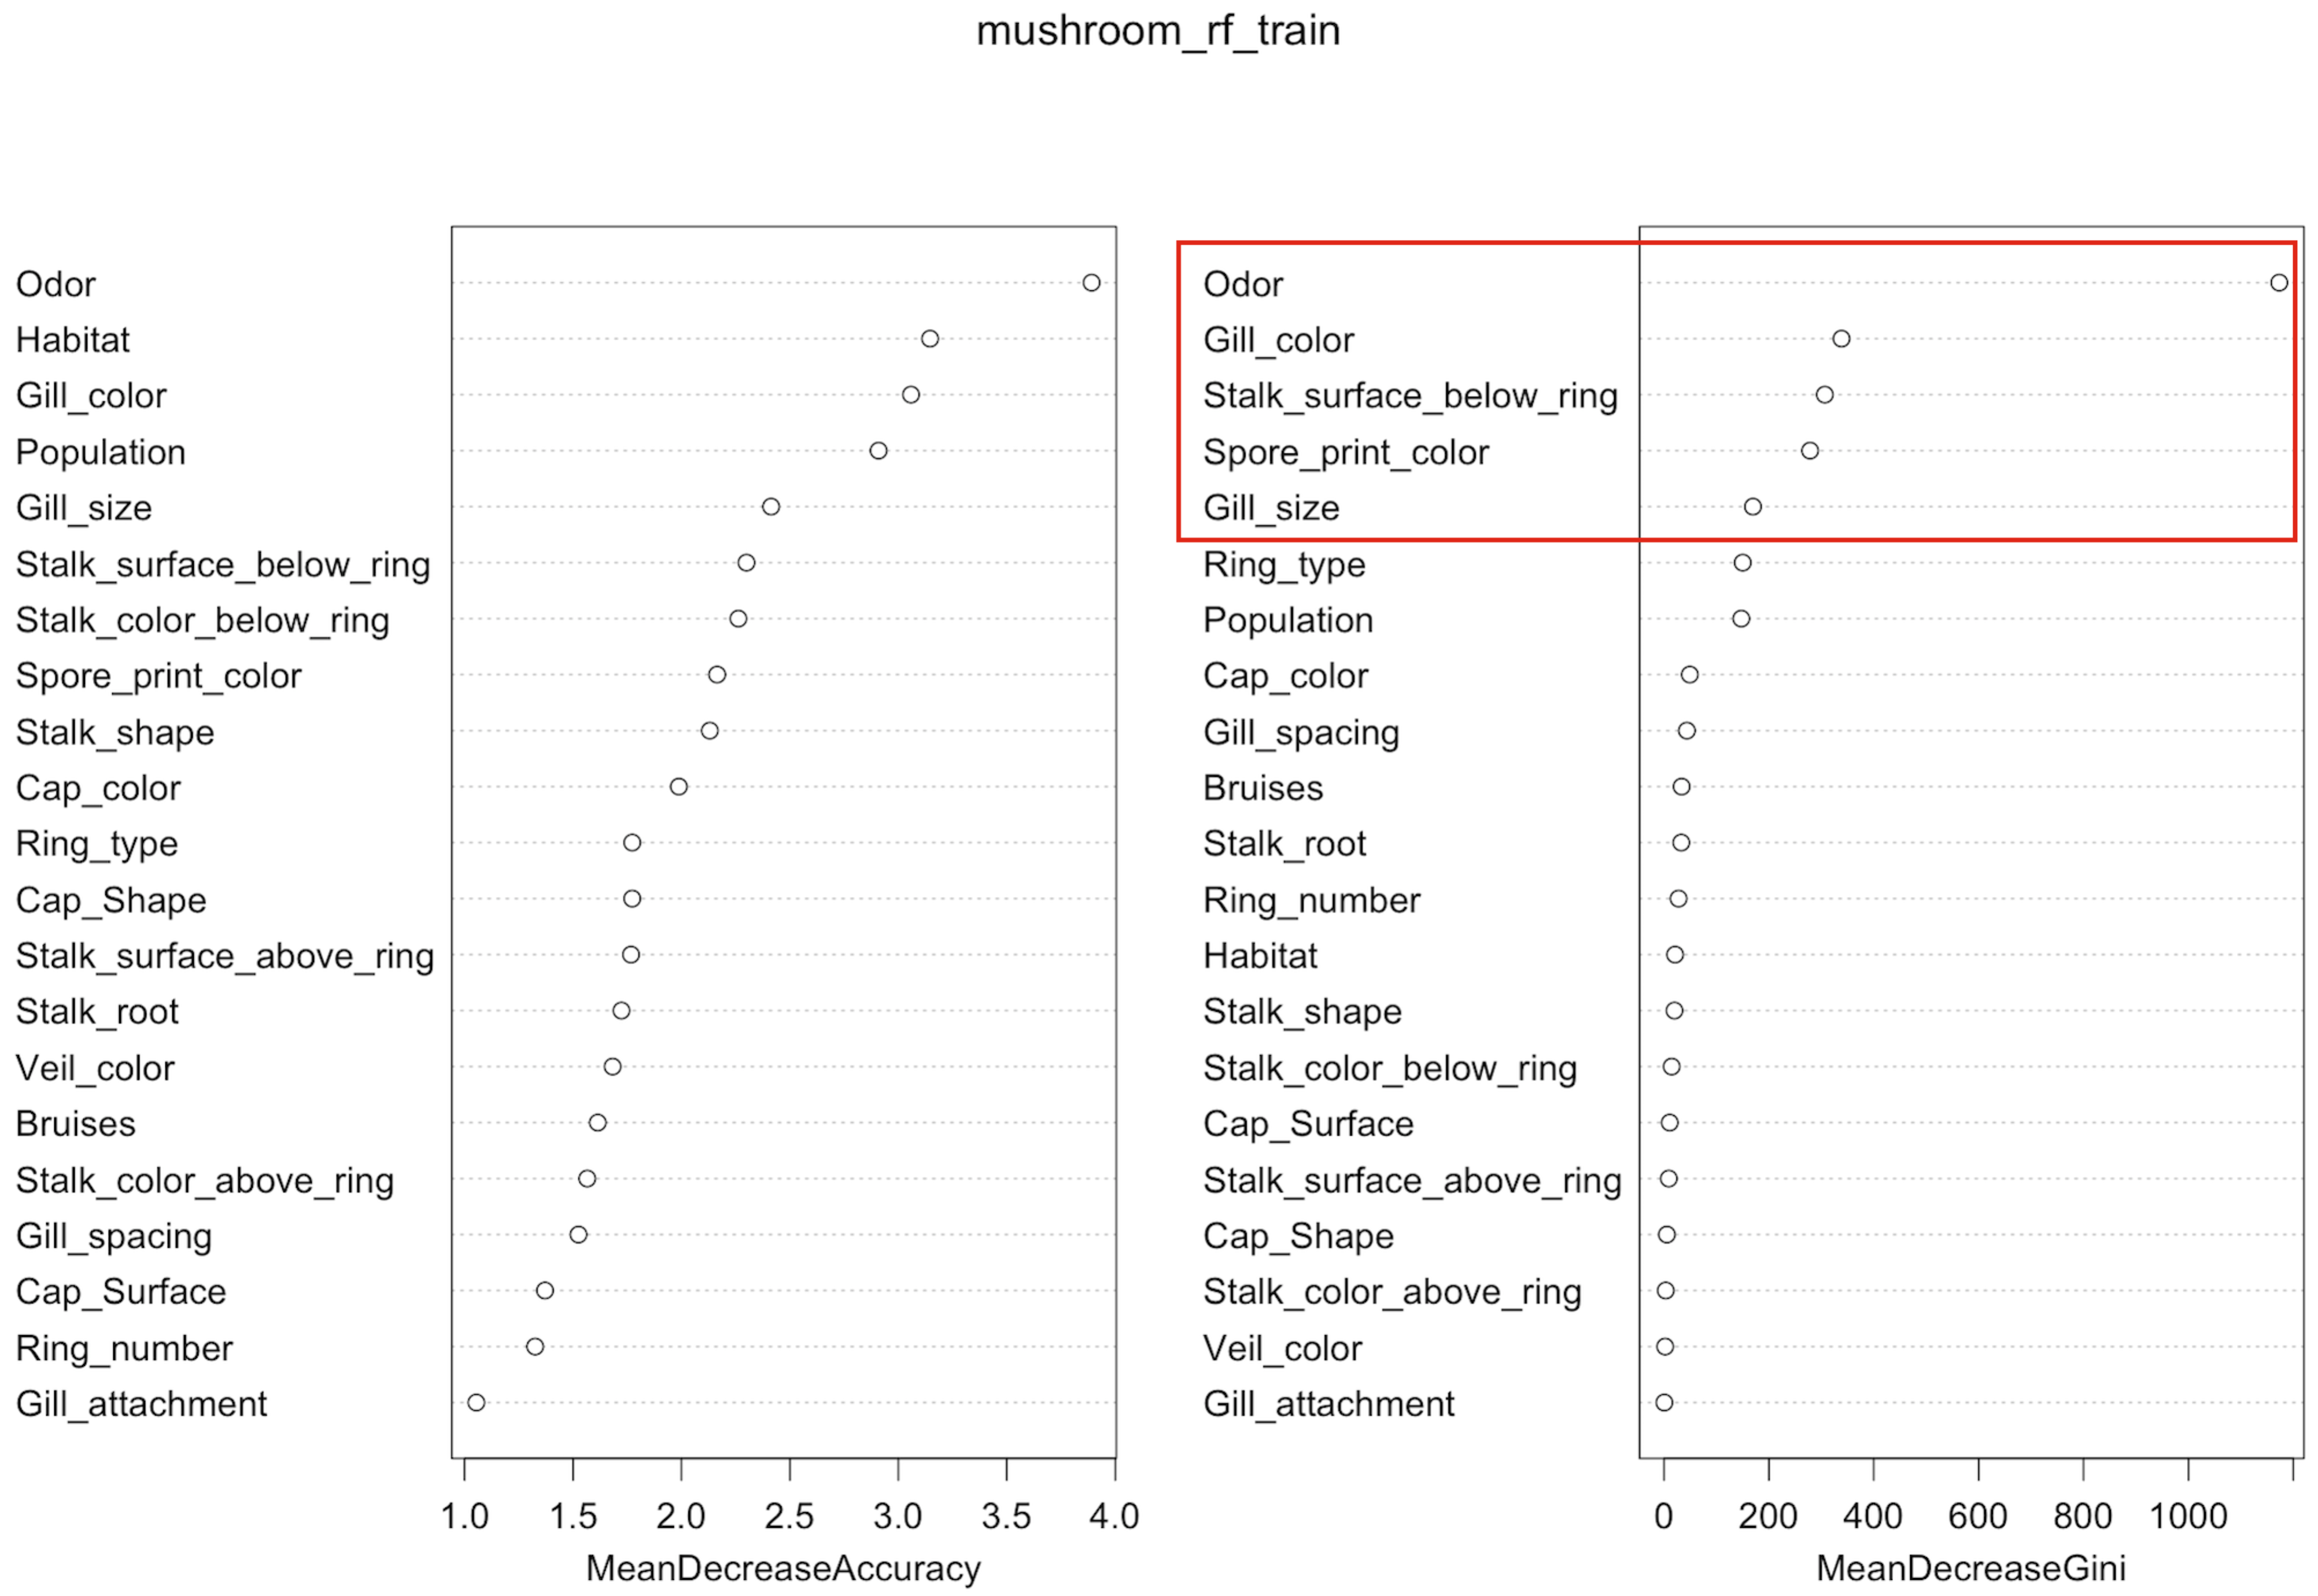 mushroom_rf_train
Odor
Habitat
Gill_color
Population
Gill_size
Stalk_surface_below_ring
Stalk_color_below_ring
Spore_print_color
Stalk_shape
Cap_color
Ring_type
Cap_Shape
Stalk_surface_above_ring
Stalk_root
Veil_color
Bruises
Stalk_color_above_ring
Gill_spacing
Cap_Surface
Ring_number
Gill_attachment
1.0 1.5 2.0 2.5 3.0 3.5 4.0
MeanDecreaseAccuracy
Odor
Gill_color
Stalk_surface_below_ring
Spore_print_color
Gill_size
Ring_type
Population
Cap_color
Gill_spacing
Bruises
Stalk_root
Ring_number
Habitat
Stalk_shape
Stalk_color_below_ring
Cap_Surface
Stalk_surface_above_ring
Cap_Shape
Stalk_color_above_ring
Veil_color
Gill_attachment
0 200 400 600 800 1000
MeanDecreaseGini